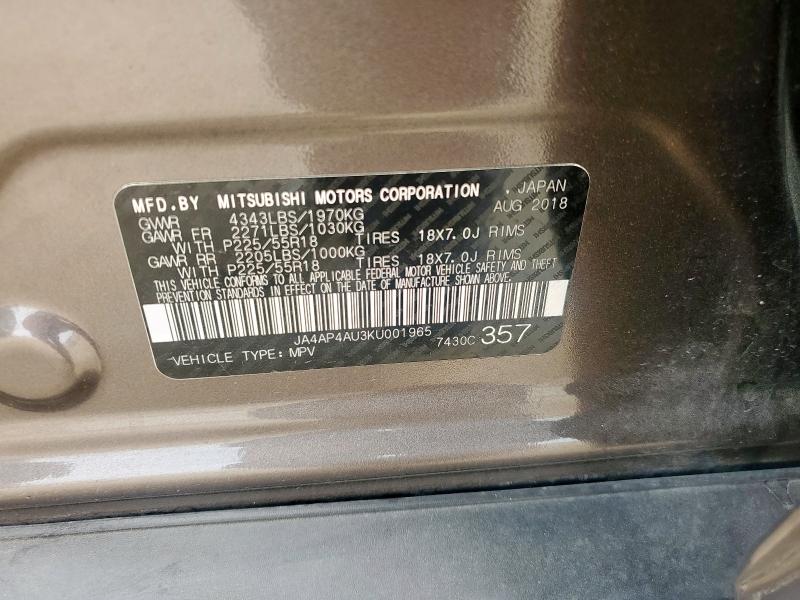 MFD.BY MITSUBISHI MOTORS CORPORATION , JAPAN
GVWR 4343LBS/1970KG AUG 2018
GAWR FR 2271LBS/1030KG
WITH P225/55R18 TIRES 18X7.0J RIMS
GAWR RR 2205LBS/1000KG
WITH P225/55R18 TIRES 18X7.0J RIMS
THIS VEHICLE CONFORMS TO ALL APPLICABLE FEDERAL MOTOR VEHICLE SAFETY AND THEFT
PREVENTION STANDARDS IN EFFECT ON THE DATE OF MANUFACTURE SHOWN ABOVE.
JA4AP4AU3KU001965 7430C 357
VEHICLE TYPE:MPV